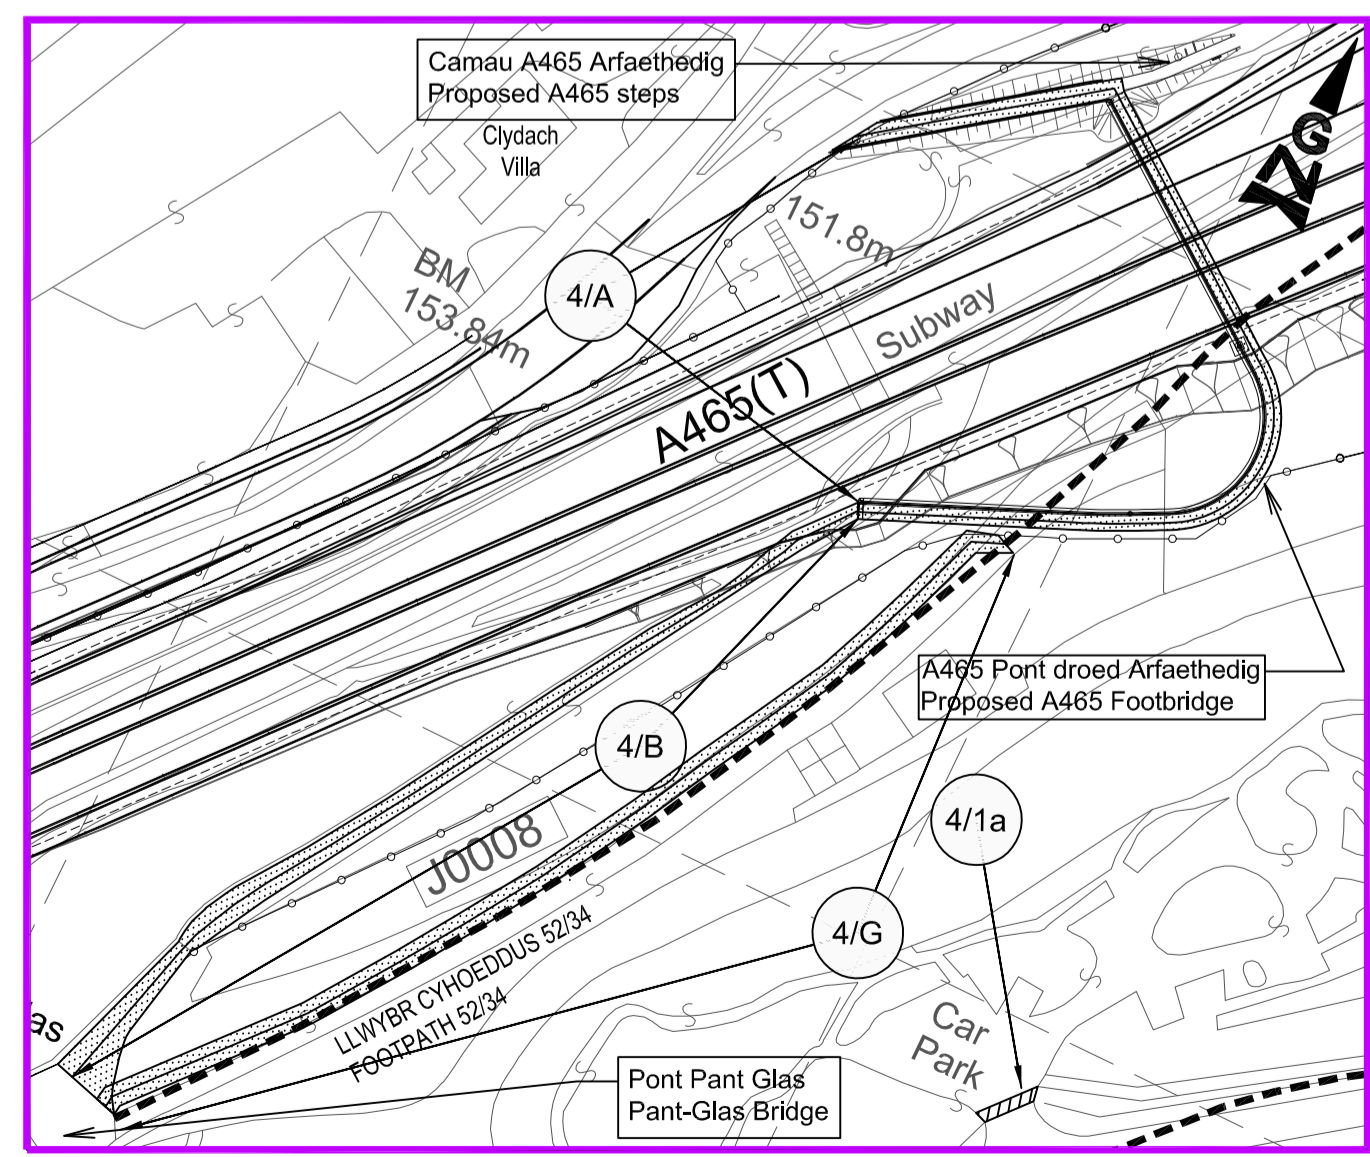 Camau A465 Arfaethedig
Proposed A465 steps
Clydach
Villa
G
N
151.8m
BM
153.84m
4/A
Subway
A465(T)
A465 Pont droed Arfaethedig
Proposed A465 Footbridge
4/B
4/1a
J0008
4/G
LLWYBR CYHOEDDUS 52/34
FOOTPATH 52/34
as
Car
Park
Pont Pant Glas
Pant-Glas Bridge